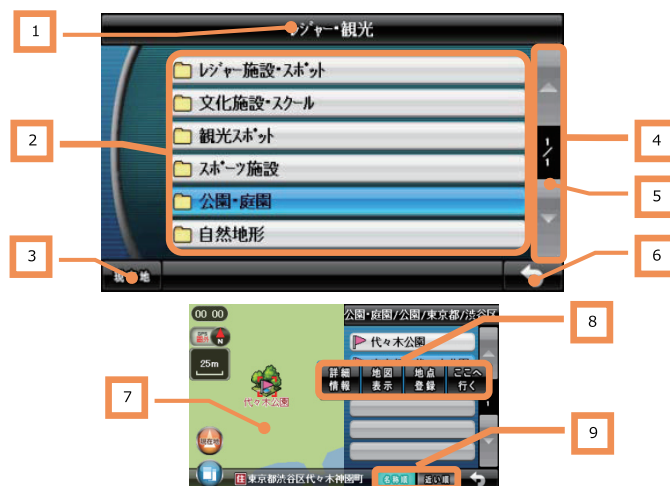 1
レジャー・観光
レジャー施設・スポット
文化施設・スクール
観光スポット
スポーツ施設
公園・庭園
自然地形
2
3
4
5
6
1/1
現在地
00 00
公園・庭園/公園/東京都/渋谷区
8
代々木公園
N
25m
詳細情報
地図表示
地点登録
ここへ行く
代々木公園
7
1
現在地
9
住 東京都渋谷区代々木神園町
名称順
近い順